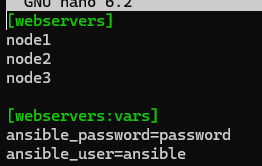 GNU nano 6.2
[webservers]
node1
node2
node3
[webservers:vars]
ansible_password=password
ansible_user=ansible